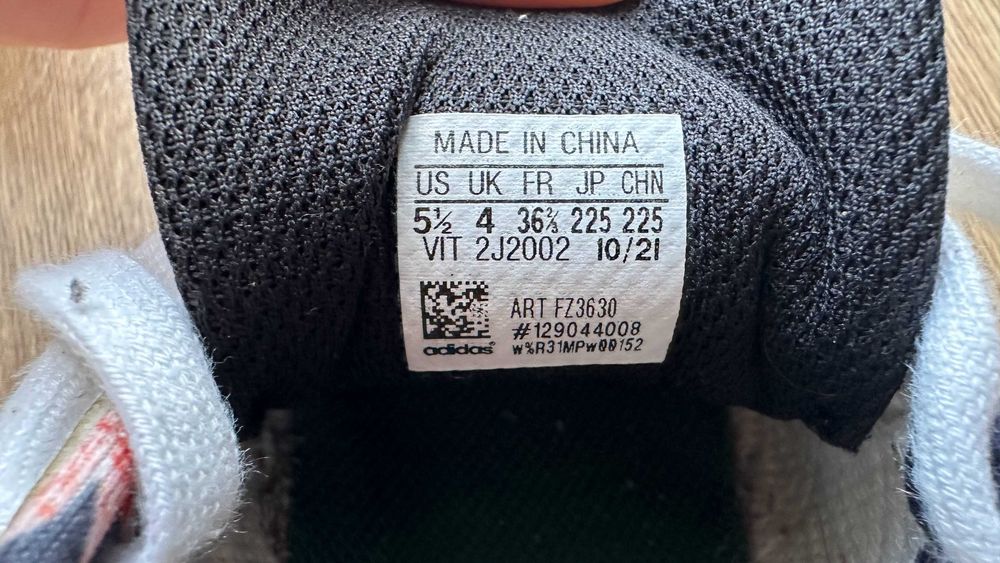 MADE IN CHINA
US UK FR JP CHN
5½ 4 36⅔ 225 225
VIT 2J2002 10/21
ART FZ3630
#129044008
adidas® w%R31MPw00152